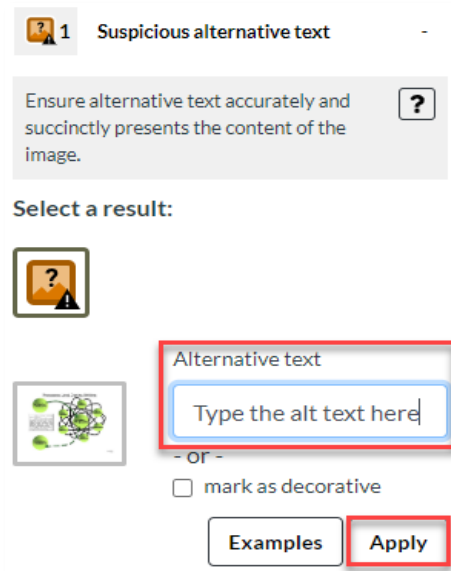 1 Suspicious alternative text -
Ensure alternative text accurately and
succinctly presents the content of the
image.
?
Select a result:
?
Alternative text
Type the alt text here
- or -
mark as decorative
Examples Apply